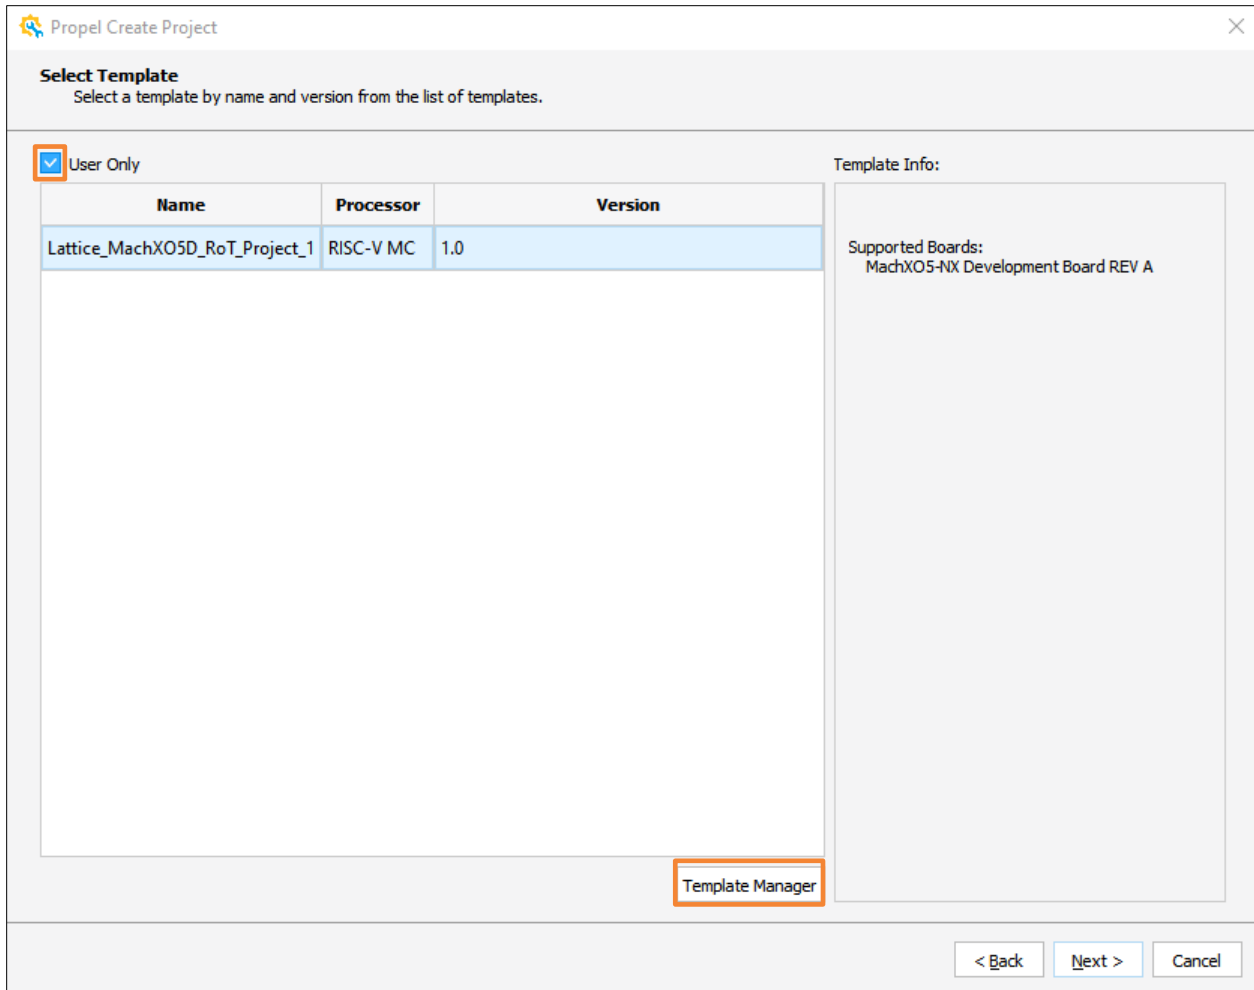 Propel Create Project
Select Template
Select a template by name and version from the list of templates.
User Only
Template Info:
Name Processor Version
Lattice_MachXO5D_RoT_Project_1 RISC-V MC 1.0
Supported Boards:
MachXO5-NX Development Board REV A
Template Manager
< Back Next > Cancel